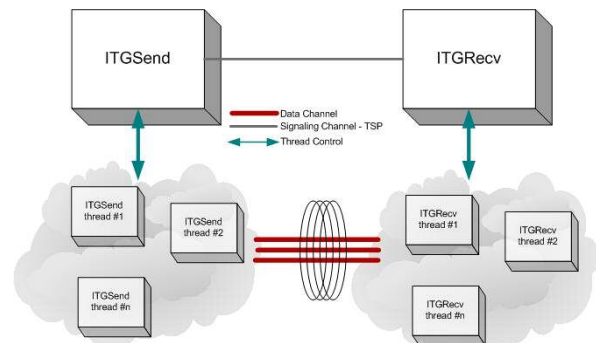 ITGSend
ITGRecv
Data Channel
Signaling Channel - TSP
Thread Control
ITGSend
thread #1
ITGSend
thread #2
ITGSend
thread #n
ITGRecv
thread #1
ITGRecv
thread #2
ITGRecv
thread #n